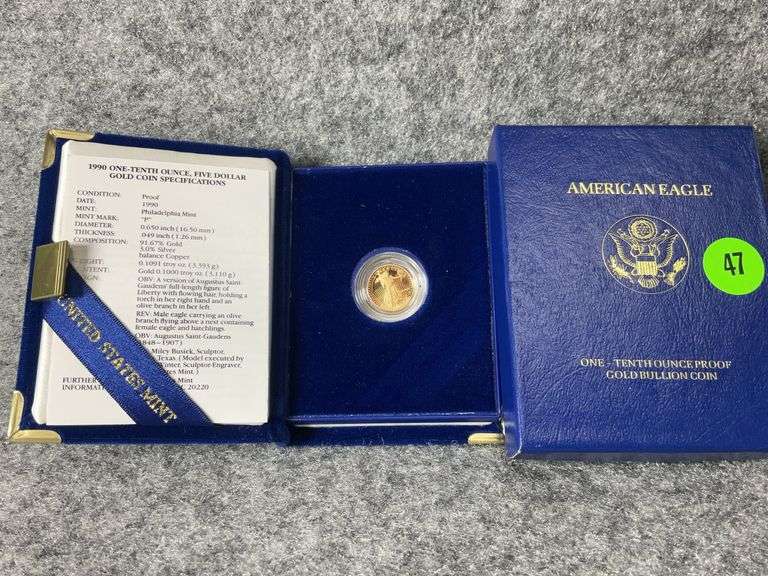 1990 ONE-TENTH OUNCE, FIVE DOLLAR
GOLD COIN SPECIFICATIONS
CONDITION: Proof
DATE: 1990
MINT: Philadelphia Mint
MINT MARK: "P"
DIAMETER: 0.650 inch (16.50 mm)
THICKNESS: .049 inch (1.26 mm)
COMPOSITION: 91.67% Gold
3.0% Silver
balance Copper
0.1091 troy oz. (3.393 g)
Gold 0.1000 troy oz. (3.110 g)
OBV: A version of Augustus Saint-
Gaudens' full-length figure of
Liberty with flowing hair, holding a
torch in her right hand and an
olive branch in her left.
REV: Male eagle carrying an olive
branch flying above a nest containing
female eagle and hatchlings.
OBV: Augustus Saint-Gaudens
1848-1907)
Miley Busiek, Sculptor,
Texas. (Model executed by
Sculptor-Engraver,
Mint.)
FURTHER Mint
INFORMATION 20220
UNITED STATES MINT
AMERICAN EAGLE
47
ONE-TENTH OUNCE PROOF
GOLD BULLION COIN